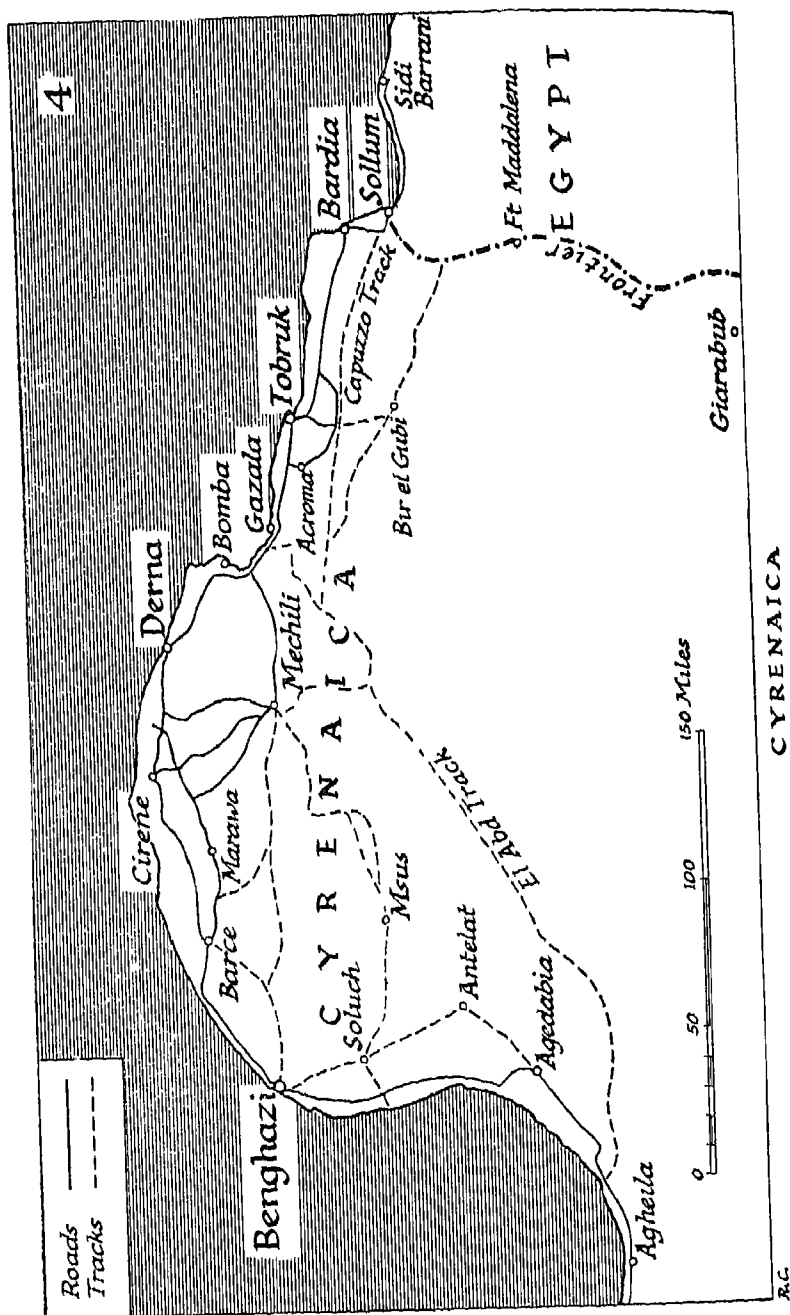 Roads
Tracks
4
Cirene
Derna
Bomba
Gazala
Tobruk
Bardia
Sollum
Sidi
Barrani
Barce
Marawa
Mechili
Acroma
Capuzzo Track
Benghazi
CYRENAICA
Soluch
Msus
Bir el Gubi
Ft Maddalena
EGYPT
Frontier
Antelat
Agedabia
El Abd Track
Giarabub
Agheila
0 50 100 150 Miles
R.C.
CYRENAICA